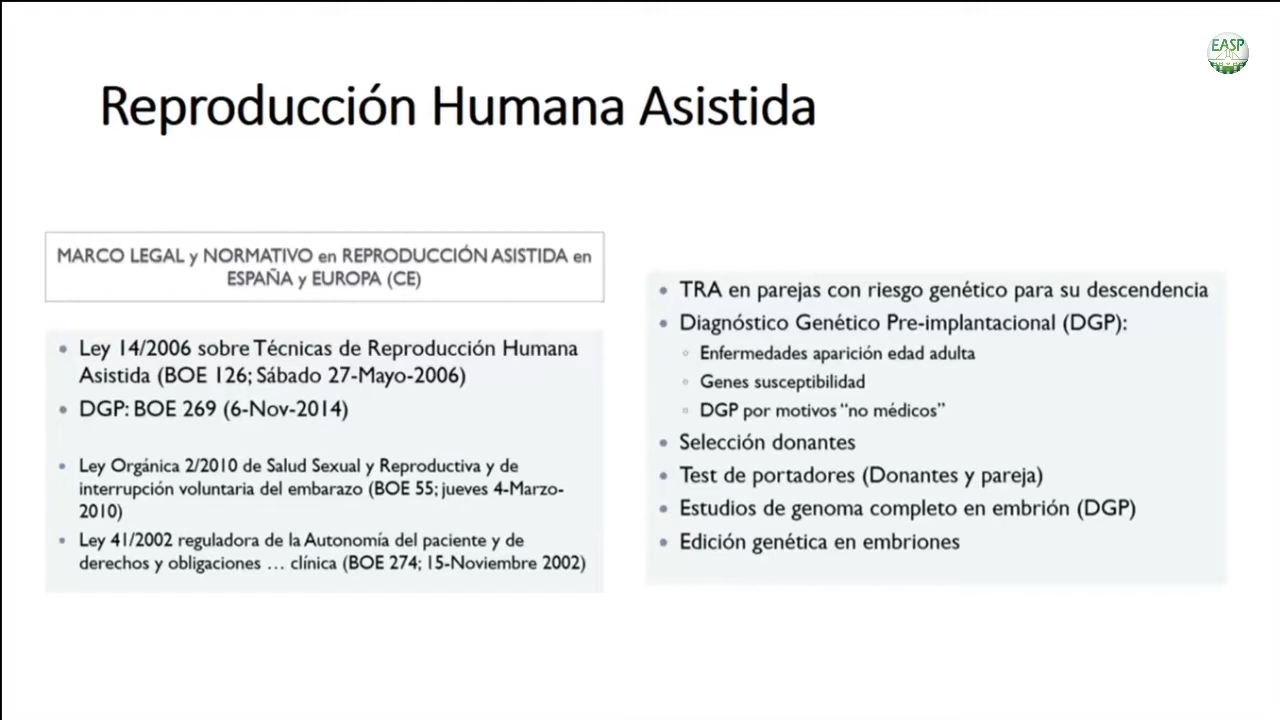 EASP
Reproducción Humana Asistida
MARCO LEGAL y NORMATIVO en REPRODUCCIÓN ASISTIDA en
ESPAÑA y EUROPA (CE)
• Ley 14/2006 sobre Técnicas de Reproducción Humana
Asistida (BOE 126; Sábado 27-Mayo-2006)
• DGP: BOE 269 (6-Nov-2014)
• Ley Orgánica 2/2010 de Salud Sexual y Reproductiva y de
interrupción voluntaria del embarazo (BOE 55; jueves 4-Marzo-
2010)
• Ley 41/2002 reguladora de la Autonomía del paciente y de
derechos y obligaciones … clínica (BOE 274; 15-Noviembre 2002)
• TRA en parejas con riesgo genético para su descendencia
• Diagnóstico Genético Pre-implantacional (DGP):
◦ Enfermedades aparición edad adulta
◦ Genes susceptibilidad
◦ DGP por motivos “no médicos”
• Selección donantes
• Test de portadores (Donantes y pareja)
• Estudios de genoma completo en embrión (DGP)
• Edición genética en embriones